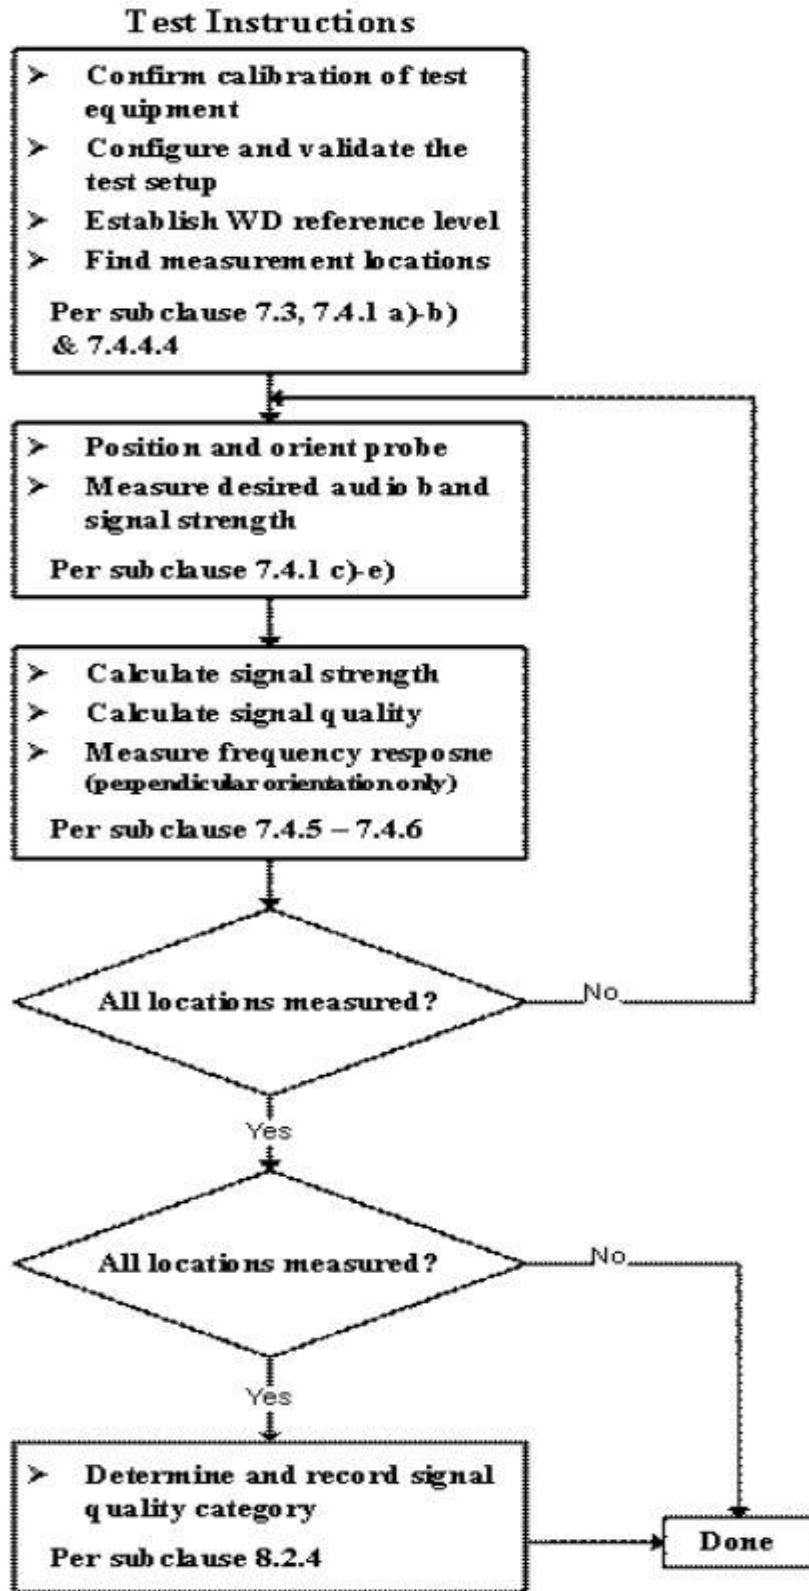 Test Instructions
➢ Confirm calibration of test
equipment
➢ Configure and validate the
test setup
➢ Establish WD reference level
➢ Find measurement locations
Per subclause 7.3, 7.4.1 a)-b)
& 7.4.4.4
➢ Position and orient probe
➢ Measure desired audio band
signal strength
Per subclause 7.4.1 c)-e)
➢ Calculate signal strength
➢ Calculate signal quality
➢ Measure frequency resposne
(perpendicular orientation only)
Per subclause 7.4.5 – 7.4.6
All locations measured?
No
Yes
All locations measured?
No
Yes
➢ Determine and record signal
quality category
Per subclause 8.2.4
Done